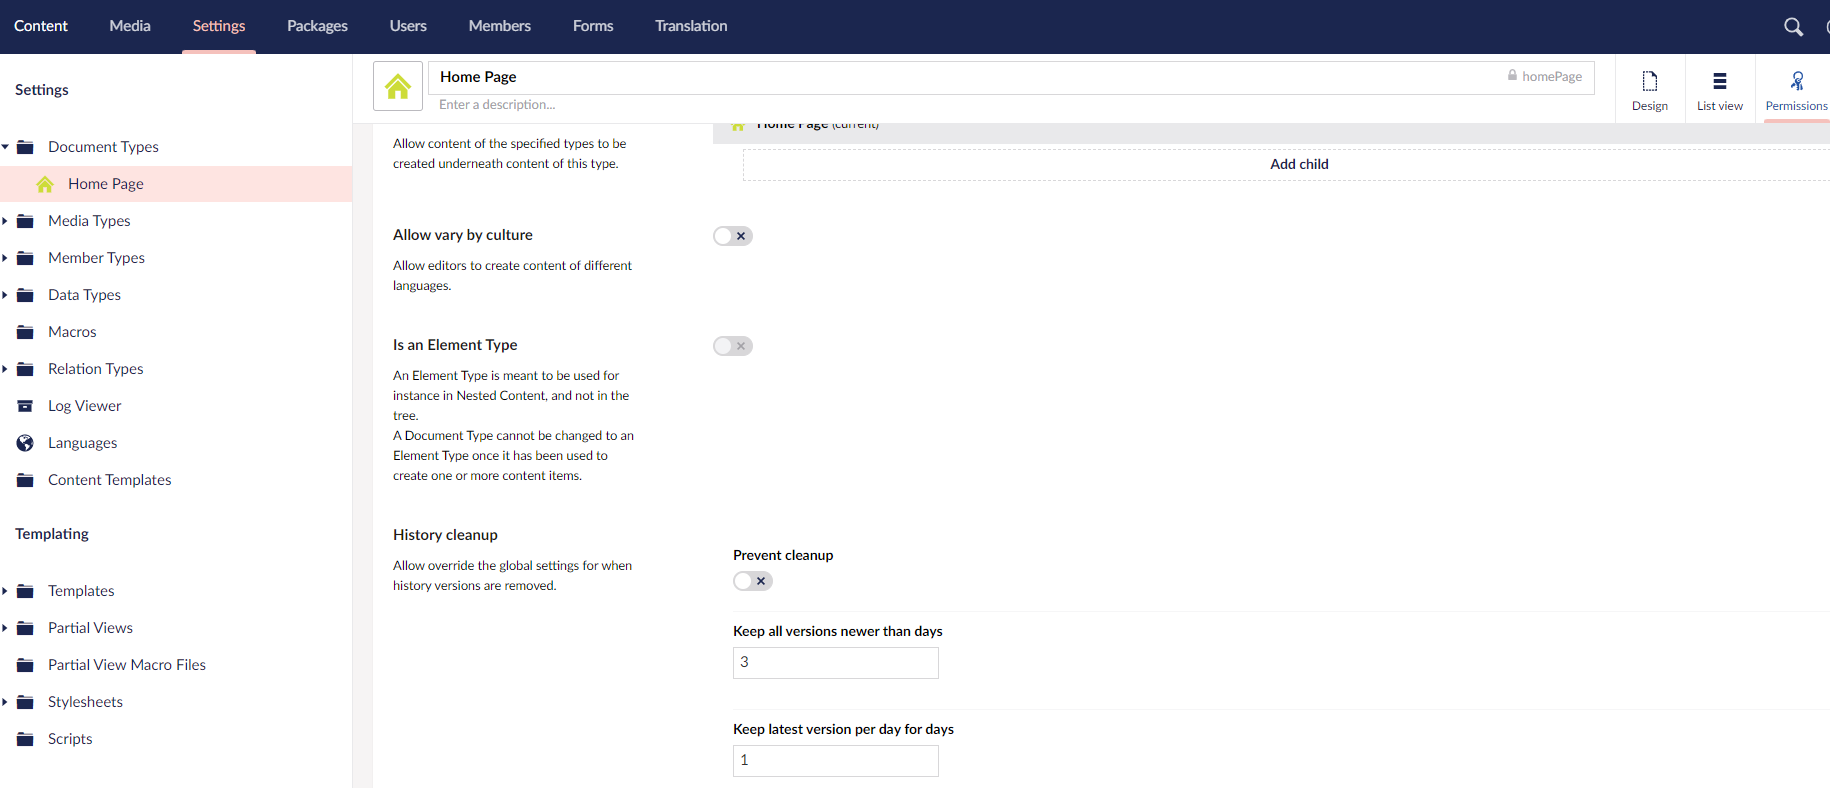 Content Media Settings Packages Users Members Forms Translation
Settings
Document Types
Home Page
Media Types
Member Types
Data Types
Macros
Relation Types
Log Viewer
Languages
Content Templates
Templating
Templates
Partial Views
Partial View Macro Files
Stylesheets
Scripts
Home Page
homePage
Enter a description...
Design
List view
Permissions
Home Page (current)
Allow content of the specified types to be
created underneath content of this type.
Add child
Allow vary by culture
Allow editors to create content of different
languages.
Is an Element Type
An Element Type is meant to be used for
instance in Nested Content, and not in the
tree.
A Document Type cannot be changed to an
Element Type once it has been used to
create one or more content items.
History cleanup
Allow override the global settings for when
history versions are removed.
Prevent cleanup
Keep all versions newer than days
3
Keep latest version per day for days
1